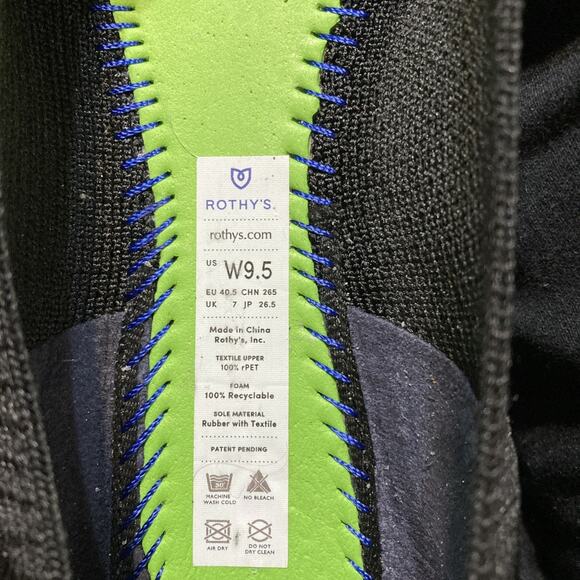 ROTHY'S
rothys.com
US W9.5
EU 40.5 CHN 265
UK 7 JP 26.5
Made in China
Rothy's, Inc.
TEXTILE UPPER
100% rPET
FOAM
100% Recyclable
SOLE MATERIAL
Rubber with Textile
PATENT PENDING
30°
MACHINE WASH COLD
NO BLEACH
AIR DRY
DO NOT DRY CLEAN